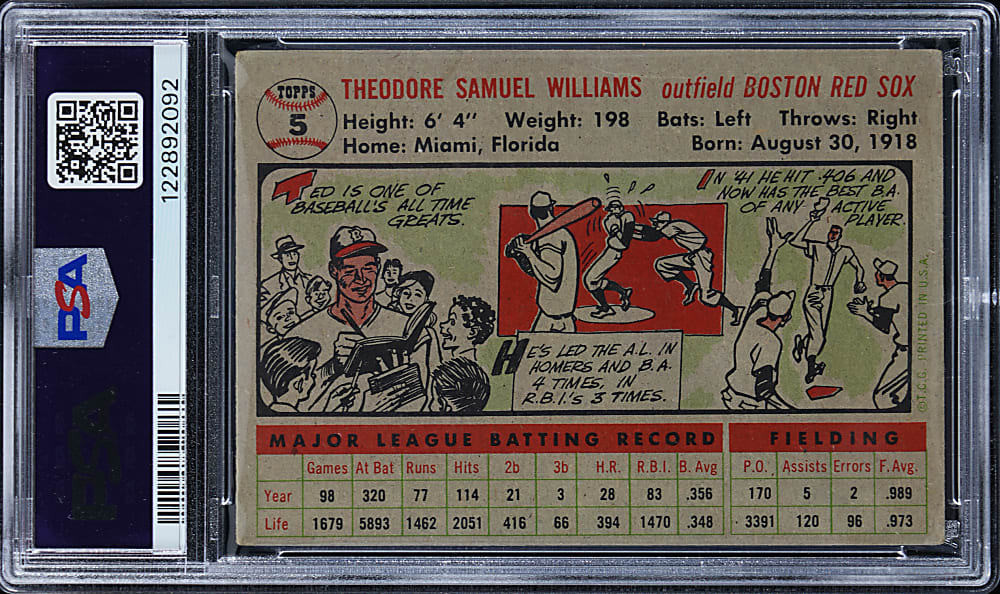 122892092
PSA
PSA
TOPPS
5
THEODORE SAMUEL WILLIAMS outfield BOSTON RED SOX
Height: 6' 4" Weight: 198 Bats: Left Throws: Right
Home: Miami, Florida Born: August 30, 1918
TED IS ONE OF
BASEBALL'S ALL TIME
GREATS.
B
HE'S LED THE A.L. IN
HOMERS AND B.A.
4 TIMES, IN
R.B.I.'S 3 TIMES.
IN '41 HE HIT .406 AND
NOW HAS THE BEST B.A.
OF ANY ACTIVE
PLAYER.
©T.C.G. PRINTED IN U.S.A.
MAJOR LEAGUE BATTING RECORD FIELDING
Games At Bat Runs Hits 2b 3b H.R. R.B.I. B. Avg P.O. Assists Errors F. Avg.
Year 98 320 77 114 21 3 28 83 .356 170 5 2 .989
Life 1679 5893 1462 2051 416 66 394 1470 .348 3391 120 96 .973